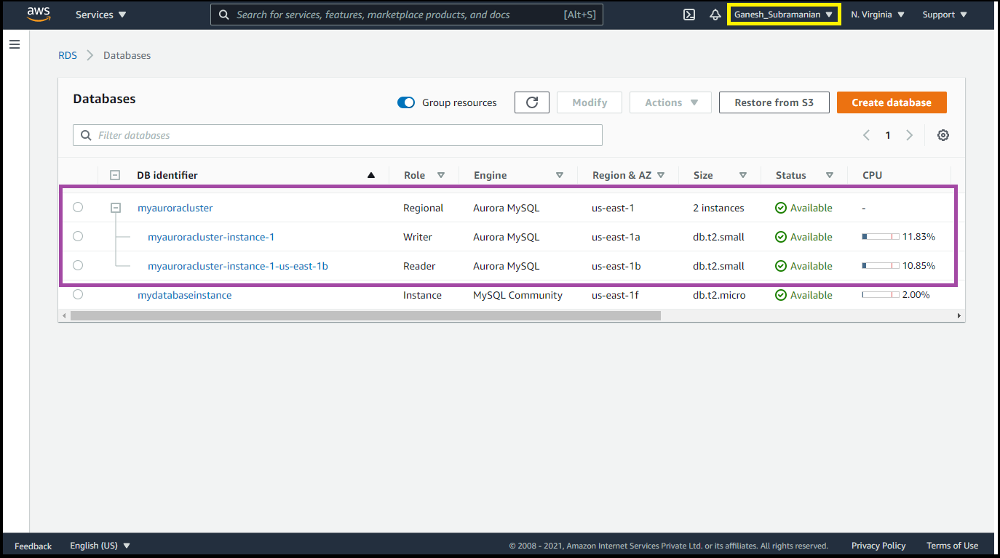 aws Services Search for services, features, marketplace products, and docs [Alt+S] Ganesh_Subramanian N. Virginia Support
RDS Databases
Databases Group resources Modify Actions Restore from S3 Create database
Filter databases 1
DB identifier Role Engine Region & AZ Size Status CPU
myauroracluster Regional Aurora MySQL us-east-1 2 instances Available -
myauroracluster-instance-1 Writer Aurora MySQL us-east-1a db.t2.small Available 11.83%
myauroracluster-instance-1-us-east-1b Reader Aurora MySQL us-east-1b db.t2.small Available 10.85%
mydatabaseinstance Instance MySQL Community us-east-1f db.t2.micro Available 2.00%
Feedback English (US) © 2008 - 2021, Amazon Internet Services Private Ltd. or its affiliates. All rights reserved. Privacy Policy Terms of Use